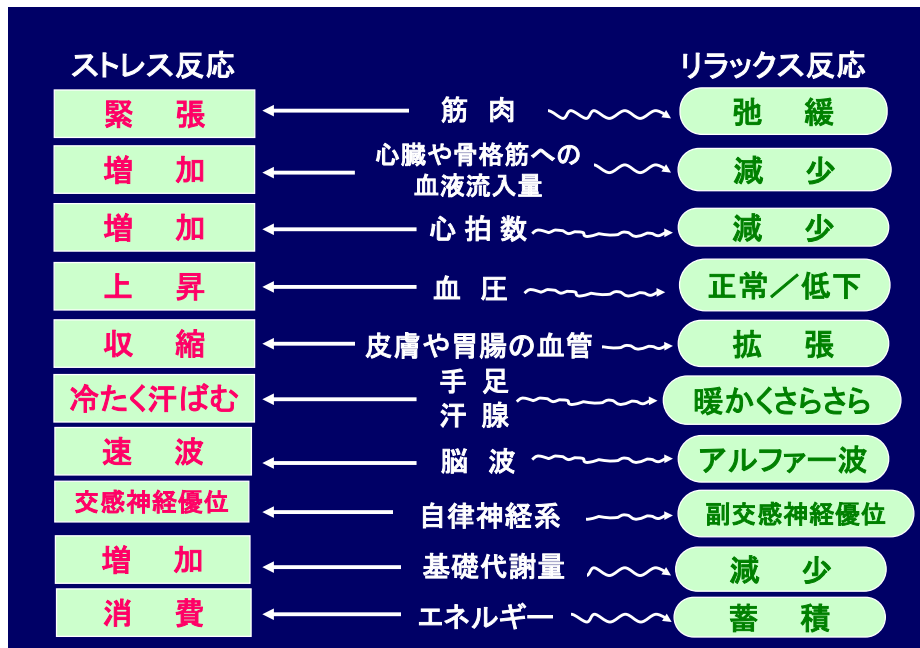 ストレス反応 リラックス反応
緊張 筋肉 弛緩
増加 心臓や骨格筋への 減少
血液流入量
増加 心拍数 減少
上昇 血圧 正常／低下
収縮 皮膚や胃腸の血管 拡張
手足
冷たく汗ばむ 汗腺 暖かくさらさら
速波 脳波 アルファー波
交感神経優位 自律神経系 副交感神経優位
増加 基礎代謝量 減少
消費 エネルギー 蓄積